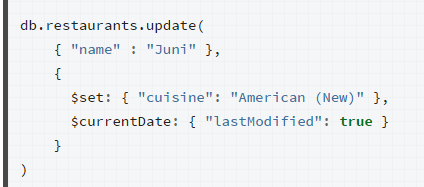 db.restaurants.update(
    { "name" : "Juni" },
    {
      $set: { "cuisine": "American (New)" },
      $currentDate: { "lastModified": true }
    }
)